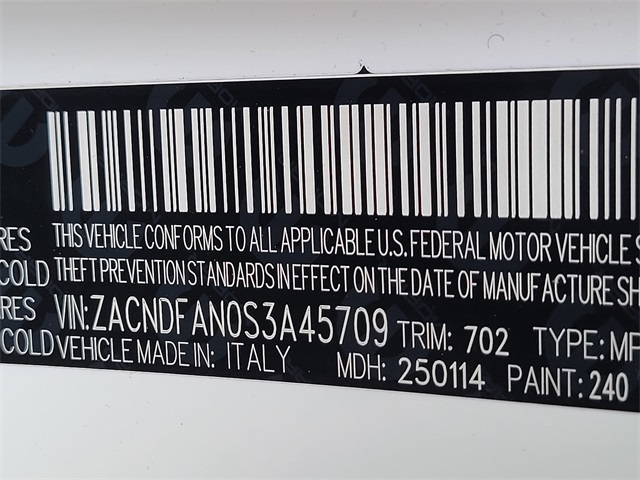 RES THIS VEHICLE CONFORMS TO ALL APPLICABLE U.S. FEDERAL MOTOR VEHICLE S
COLD THEFT PREVENTION STANDARDS IN EFFECT ON THE DATE OF MANUFACTURE SH
RES VIN:ZACNDFAN0S3A45709 TRIM: 702 TYPE: MP
COLD VEHICLE MADE IN: ITALY MDH: 250114 PAINT: 240